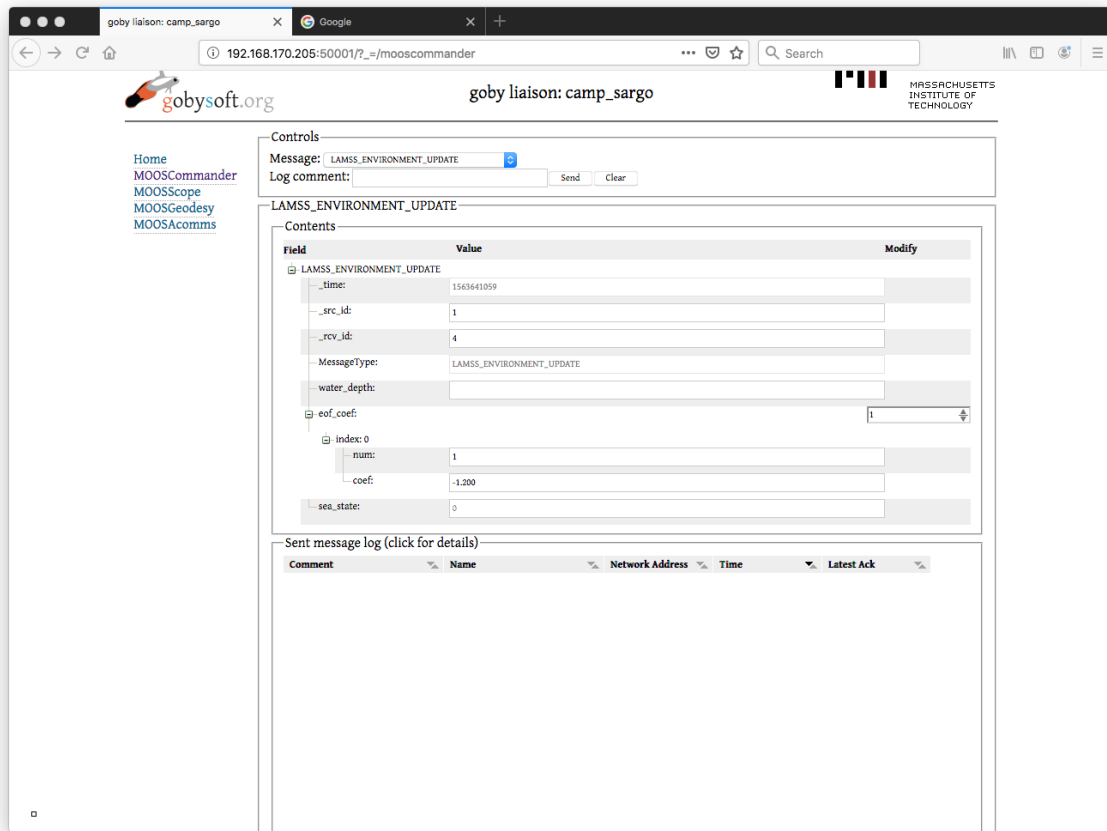 goby liaison: camp_sargo
Google
192.168.170.205:50001/?_=/mooscommander
Search
gobysoft.org
goby liaison: camp_sargo
MASSACHUSETTS
INSTITUTE OF
TECHNOLOGY
Home
MOOSCommander
MOOSScope
MOOSGeodesy
MOOSAcomms
Controls
Message: LAMSS_ENVIRONMENT_UPDATE
Log comment: Send Clear
LAMSS_ENVIRONMENT_UPDATE
Contents
Field Value Modify
LAMSS_ENVIRONMENT_UPDATE
_time: 1563641059
_src_id: 1
_rcv_id: 4
MessageType: LAMSS_ENVIRONMENT_UPDATE
water_depth:
eof_coef: 1
index: 0
num: 1
coef: -1.200
sea_state: 0
Sent message log (click for details)
Comment Name Network Address Time Latest Ack